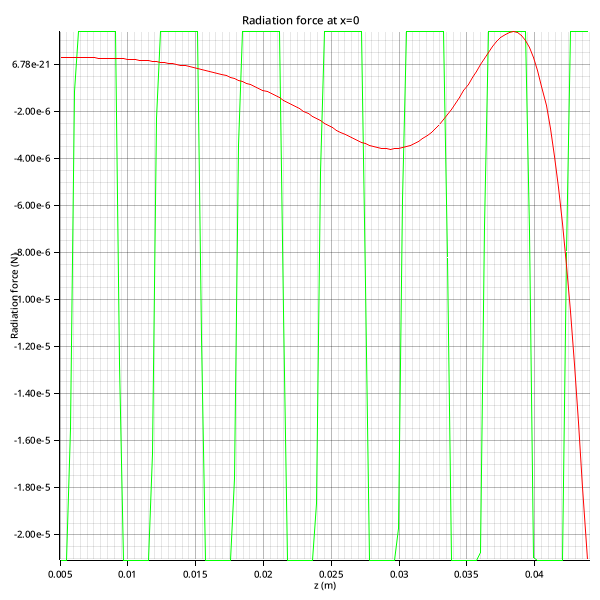 Radiation force at x=0
6.78e-21
-2.00e-6
-4.00e-6
-6.00e-6
-8.00e-6
-1.00e-5
-1.20e-5
-1.40e-5
-1.60e-5
-1.80e-5
-2.00e-5
Radiation force (N)
0.005 0.01 0.015 0.02 0.025 0.03 0.035 0.04
z (m)